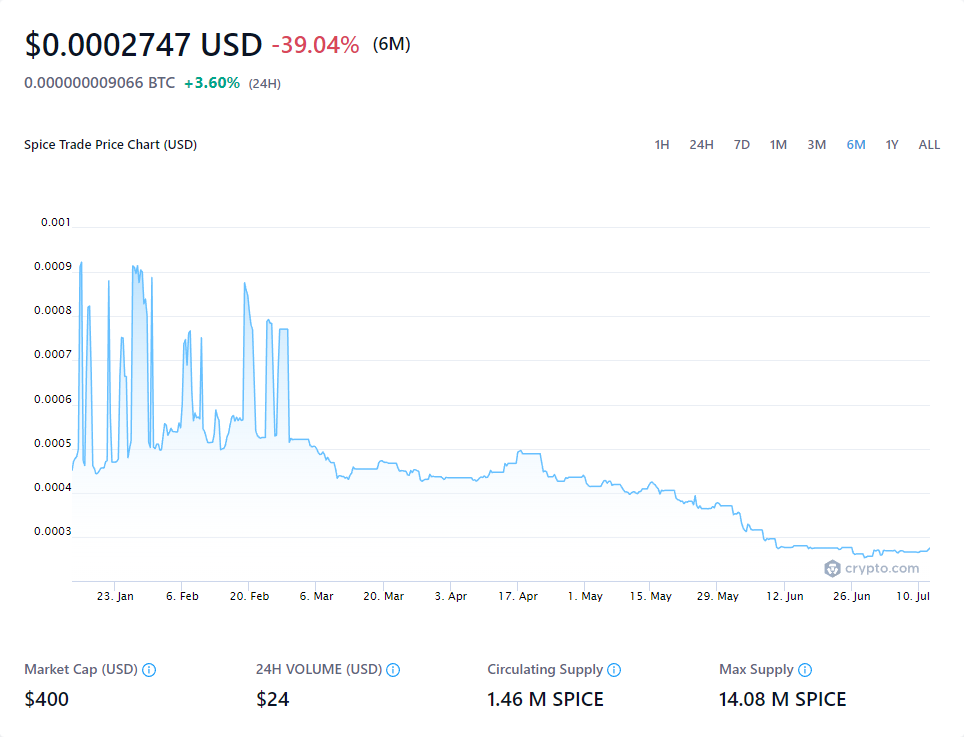 $0.0002747 USD -39.04% (6M)
0.000000009066 BTC +3.60% (24H)
Spice Trade Price Chart (USD) 1H 24H 7D 1M 3M 6M 1Y ALL
0.001
0.0009
0.0008
0.0007
0.0006
0.0005
0.0004
0.0003
crypto.com
23. Jan 6. Feb 20. Feb 6. Mar 20. Mar 3. Apr 17. Apr 1. May 15. May 29. May 12. Jun 26. Jun 10. Jul
Market Cap (USD) 24H VOLUME (USD) Circulating Supply Max Supply
$400 $24 1.46 M SPICE 14.08 M SPICE